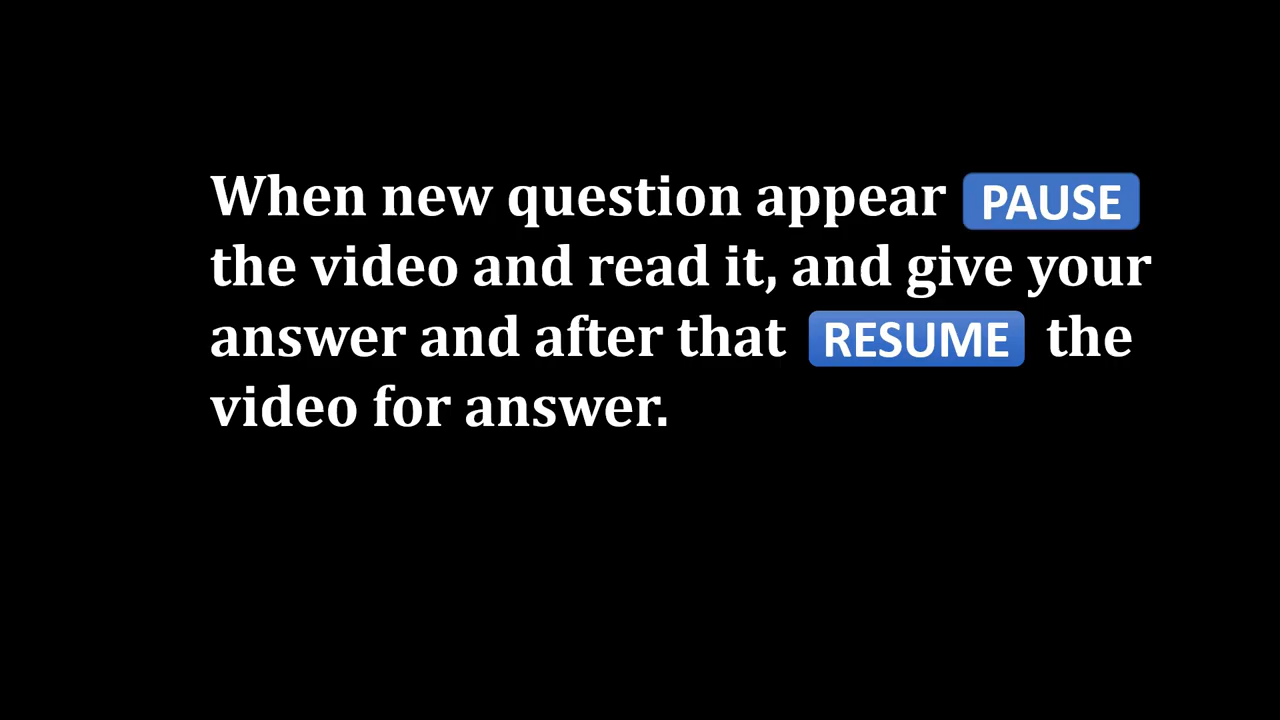 When new question appear PAUSE
the video and read it, and give your
answer and after that RESUME the
video for answer.